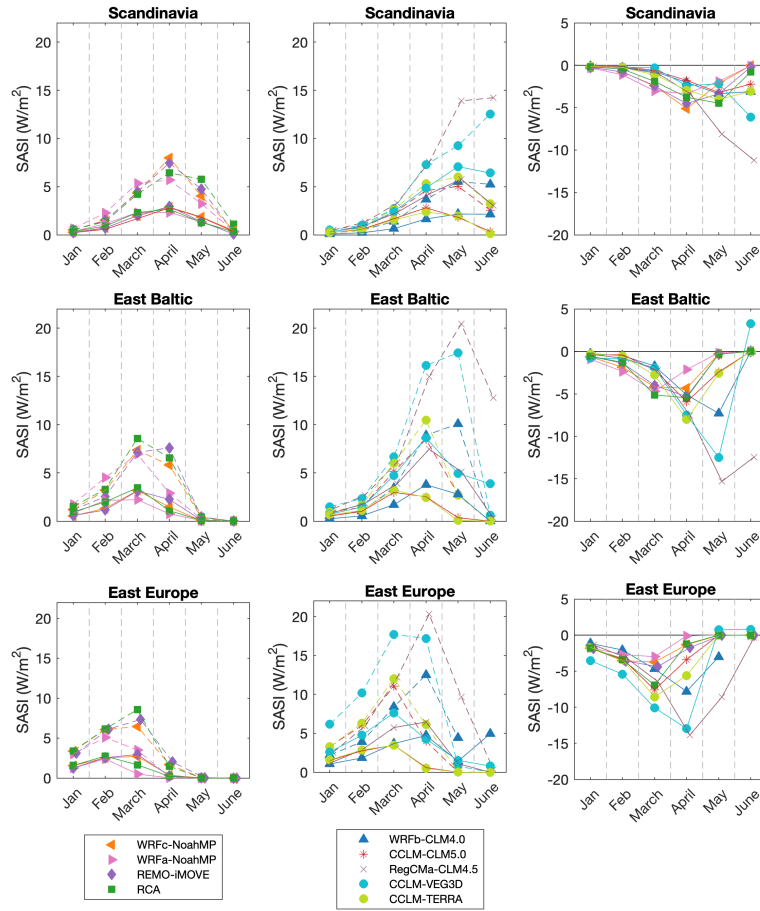 Scandinavia
SASI (W/m²)
20
15
10
5
0
Jan
Feb
March
April
May
June
Scandinavia
SASI (W/m²)
20
15
10
5
0
Jan
Feb
March
April
May
June
Scandinavia
SASI (W/m²)
5
0
-5
-10
-15
-20
Jan
Feb
March
April
May
June
East Baltic
SASI (W/m²)
20
15
10
5
0
Jan
Feb
March
April
May
June
East Baltic
SASI (W/m²)
20
15
10
5
0
Jan
Feb
March
April
May
June
East Baltic
SASI (W/m²)
5
0
-5
-10
-15
-20
Jan
Feb
March
April
May
June
East Europe
SASI (W/m²)
20
15
10
5
0
Jan
Feb
March
April
May
June
East Europe
SASI (W/m²)
20
15
10
5
0
Jan
Feb
March
April
May
June
East Europe
SASI (W/m²)
5
0
-5
-10
-15
-20
Jan
Feb
March
April
May
June
WRFc-NoahMP
WRFa-NoahMP
REMO-iMOVE
RCA
WRFb-CLM4.0
CCLM-CLM5.0
RegCMa-CLM4.5
CCLM-VEG3D
CCLM-TERRA